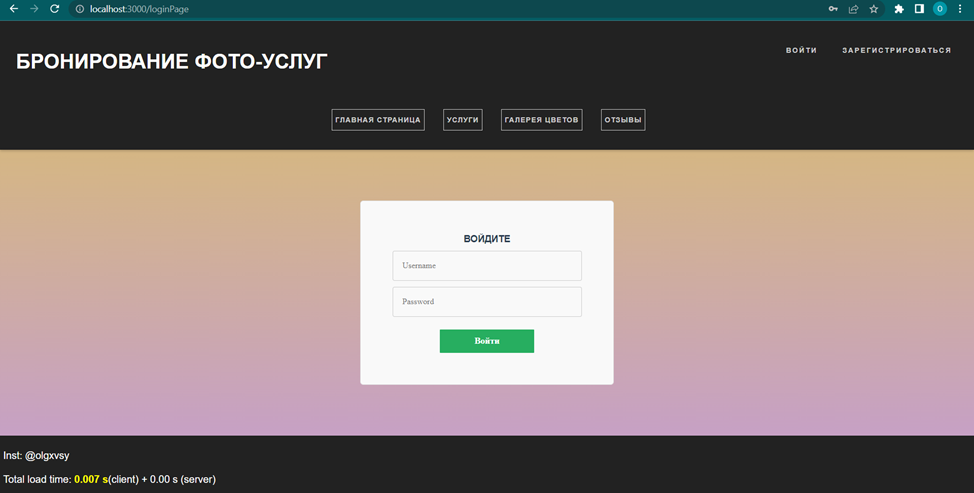 localhost:3000/loginPage
O
БРОНИРОВАНИЕ ФОТО-УСЛУГ
ВОЙТИ ЗАРЕГИСТРИРОВАТЬСЯ
ГЛАВНАЯ СТРАНИЦА УСЛУГИ ГАЛЕРЕЯ ЦВЕТОВ ОТЗЫВЫ
ВОЙДИТЕ
Username
Password
Войти
Inst: @olgxvsy
Total load time: 0.007 s(client) + 0.00 s (server)